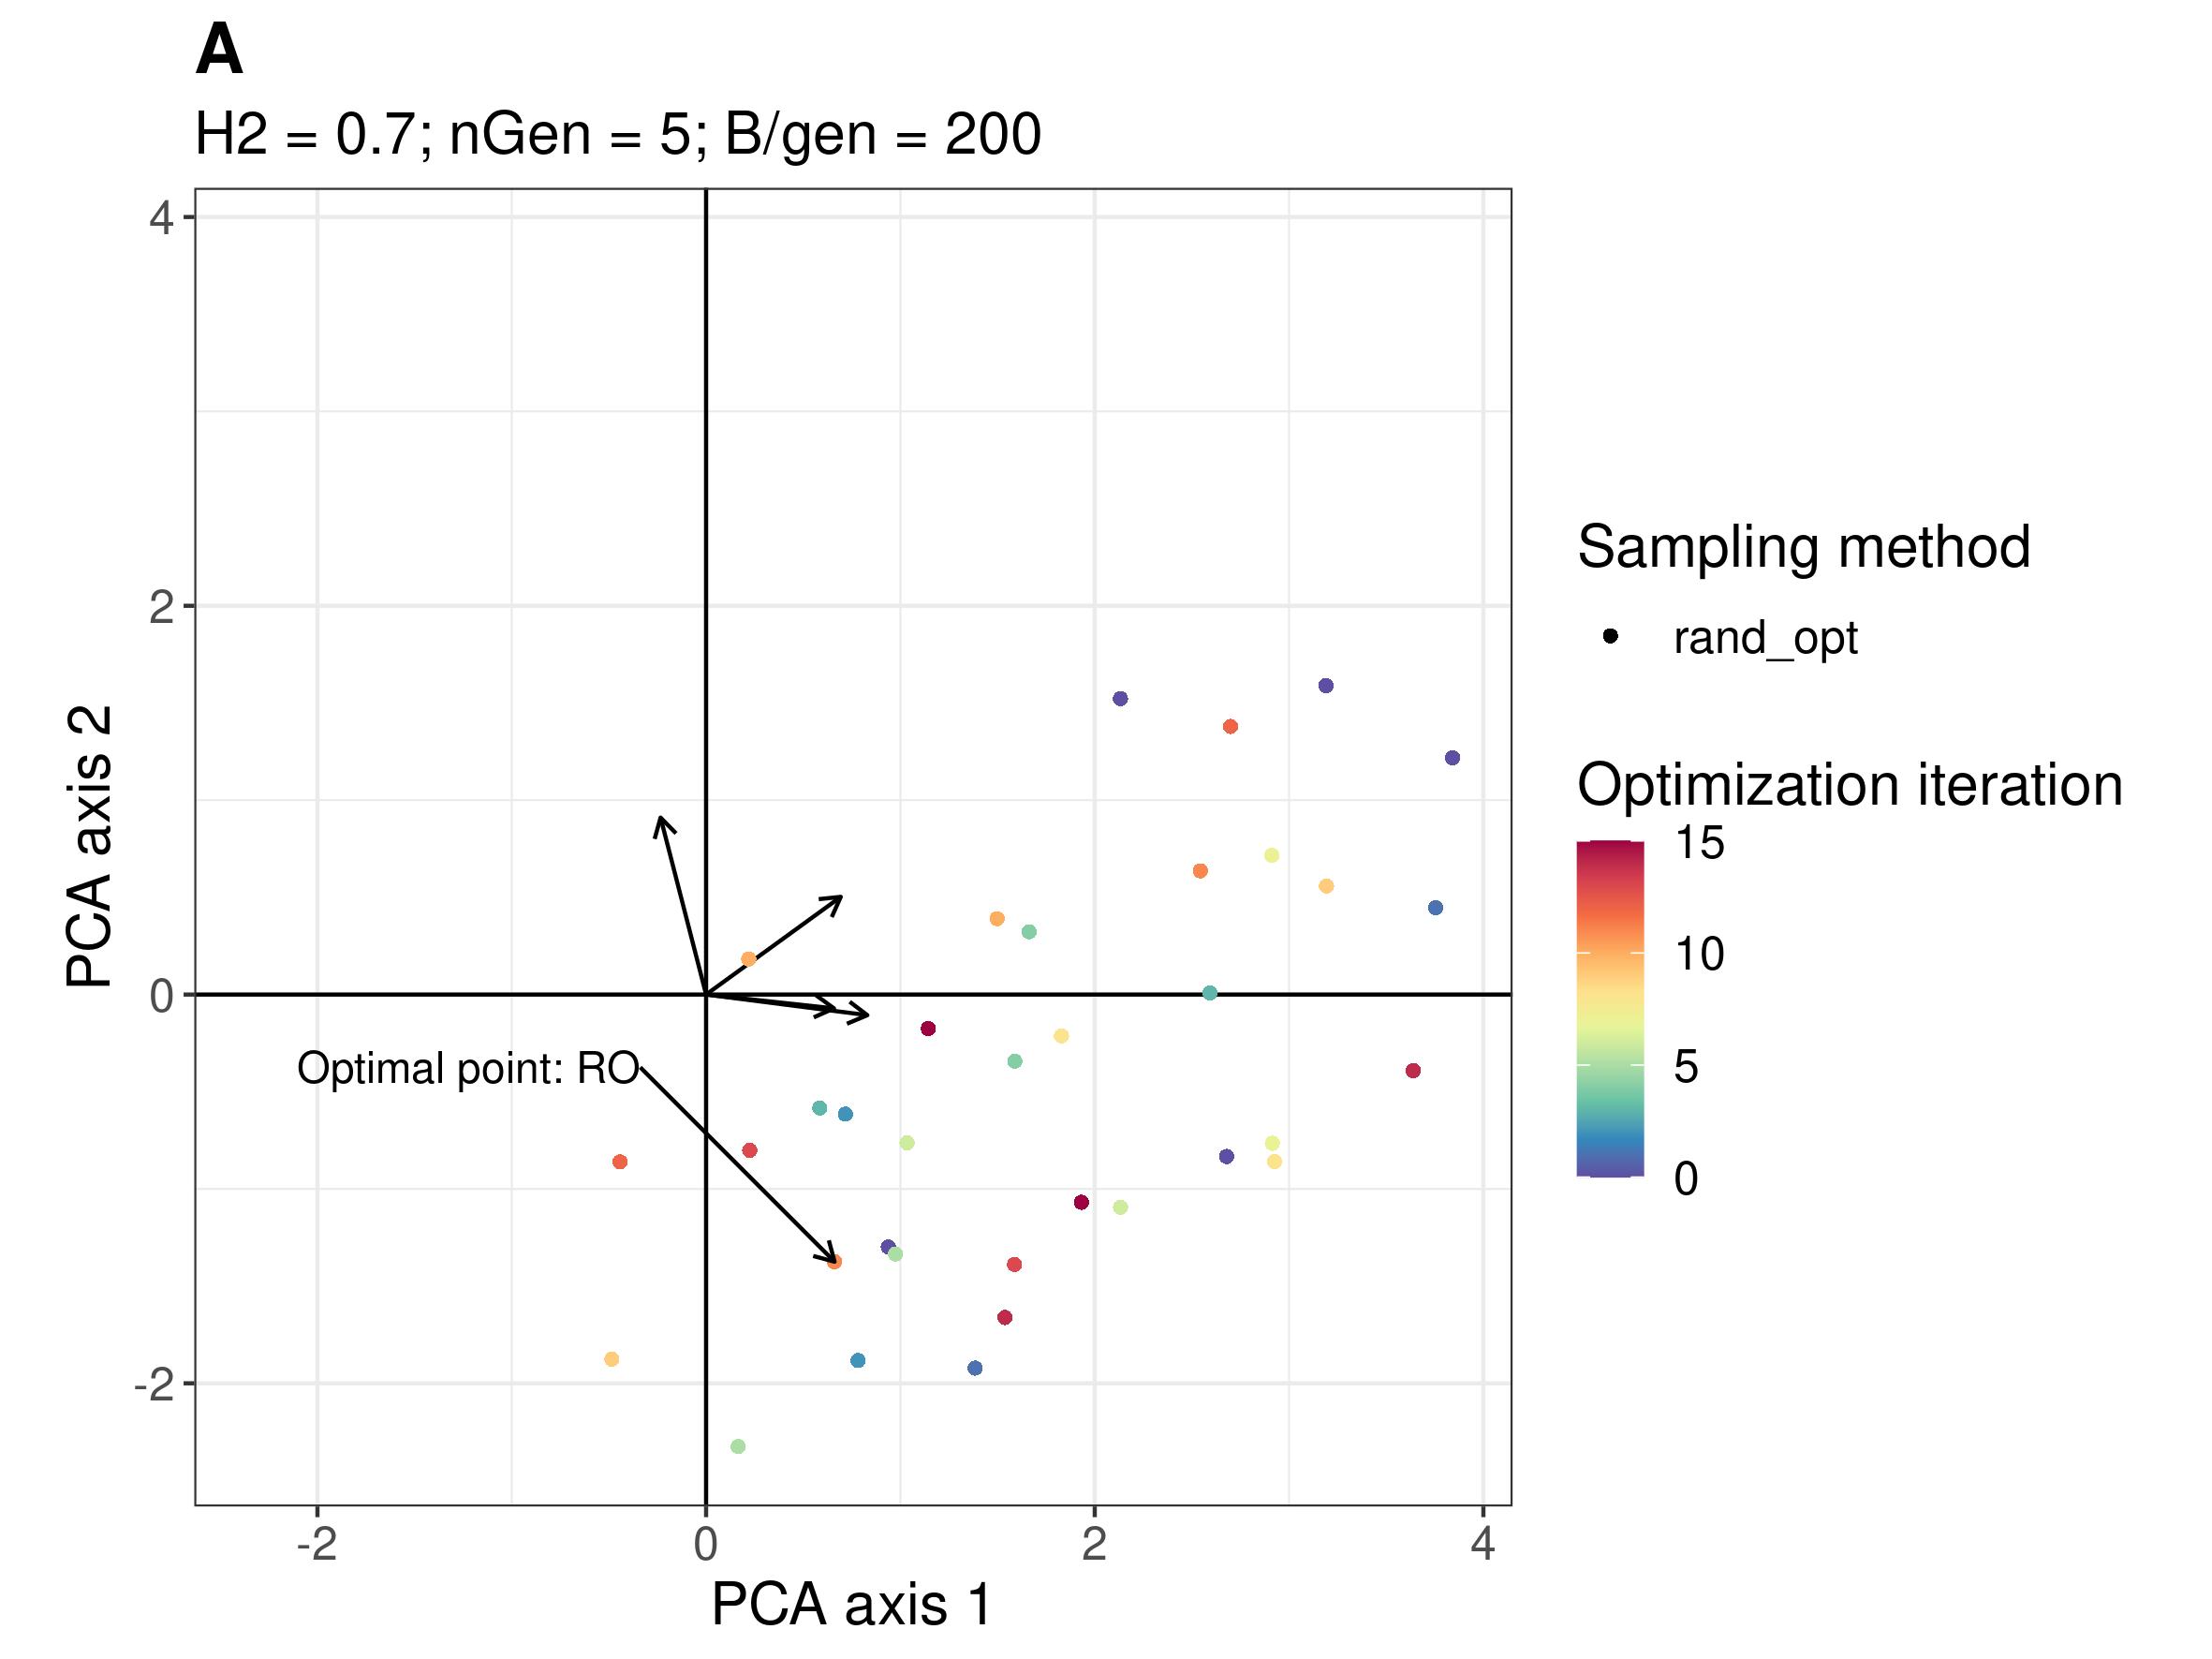 A
H2 = 0.7; nGen = 5; B/gen = 200
4
2
0
-2
PCA axis 2
Optimal point: RO
-2
0
2
4
PCA axis 1
Sampling method
rand_opt
Optimization iteration
15
10
5
0